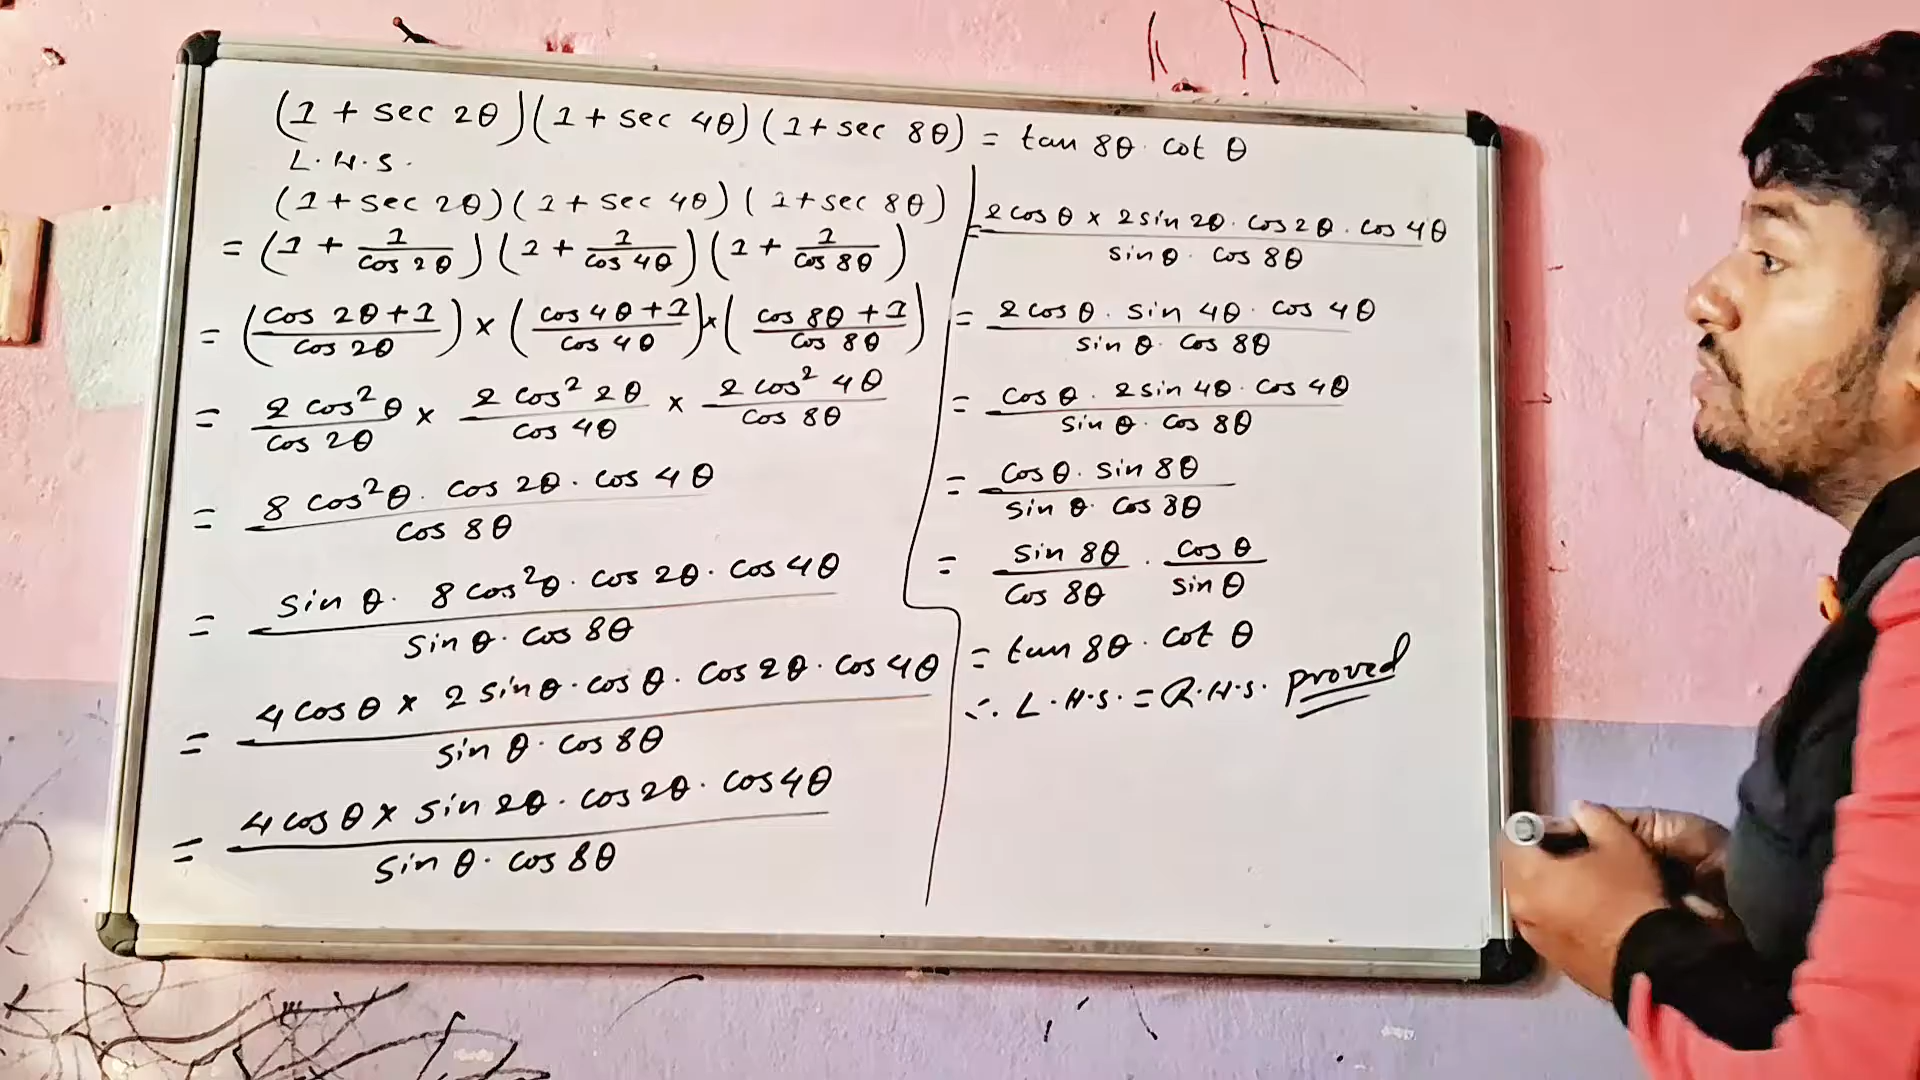 (1 + sec 2θ)(1 + sec 4θ)(1 + sec 8θ) = tan 8θ · cot θ
L.H.S.
(1 + sec 2θ)(1 + sec 4θ)(1 + sec 8θ)
= (1 + 1/cos 2θ)(1 + 1/cos 4θ)(1 + 1/cos 8θ)
= ((cos 2θ + 1)/cos 2θ) × ((cos 4θ + 1)/cos 4θ) × ((cos 8θ + 1)/cos 8θ)
= 2 cos²θ/cos 2θ × 2 cos² 2θ/cos 4θ × 2 cos² 4θ/cos 8θ
= (8 cos²θ · cos 2θ · cos 4θ)/cos 8θ
= (sin θ · 8 cos²θ · cos 2θ · cos 4θ)/(sin θ · cos 8θ)
= (4 cos θ × 2 sin θ · cos θ · cos 2θ · cos 4θ)/(sin θ · cos 8θ)
= (4 cos θ × sin 2θ · cos 2θ · cos 4θ)/(sin θ · cos 8θ)
= (2 cos θ × 2 sin 2θ · cos 2θ · cos 4θ)/(sin θ · cos 8θ)
= (2 cos θ · sin 4θ · cos 4θ)/(sin θ · cos 8θ)
= (cos θ · 2 sin 4θ · cos 4θ)/(sin θ · cos 8θ)
= (cos θ · sin 8θ)/(sin θ · cos 8θ)
= sin 8θ/cos 8θ · cos θ/sin θ
= tan 8θ · cot θ
∴ L.H.S. = R.H.S. proved